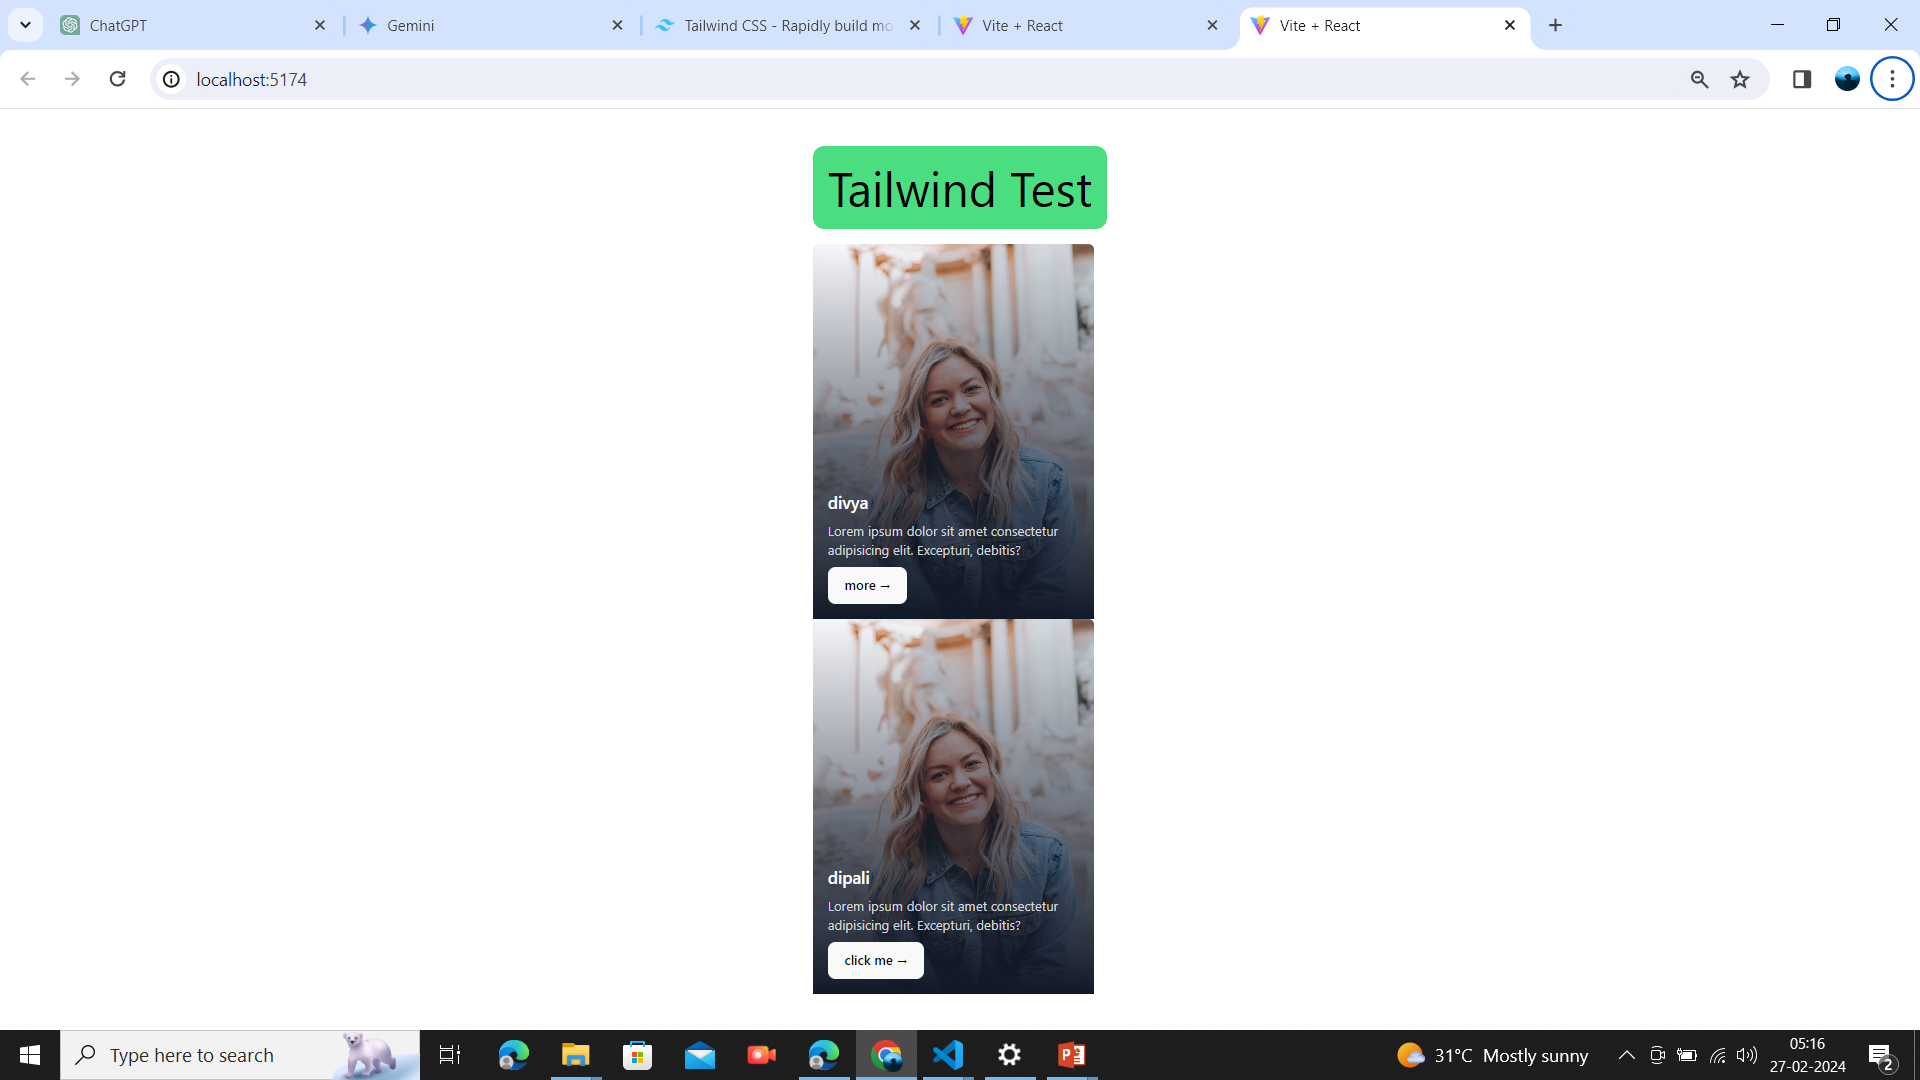 ChatGPT
Gemini
Tailwind CSS - Rapidly build mo
Vite + React
Vite + React
localhost:5174
Tailwind Test
divya
Lorem ipsum dolor sit amet consectetur
adipisicing elit. Excepturi, debitis?
more →
dipali
Lorem ipsum dolor sit amet consectetur
adipisicing elit. Excepturi, debitis?
click me →
Type here to search
31°C Mostly sunny
05:16
27-02-2024
2